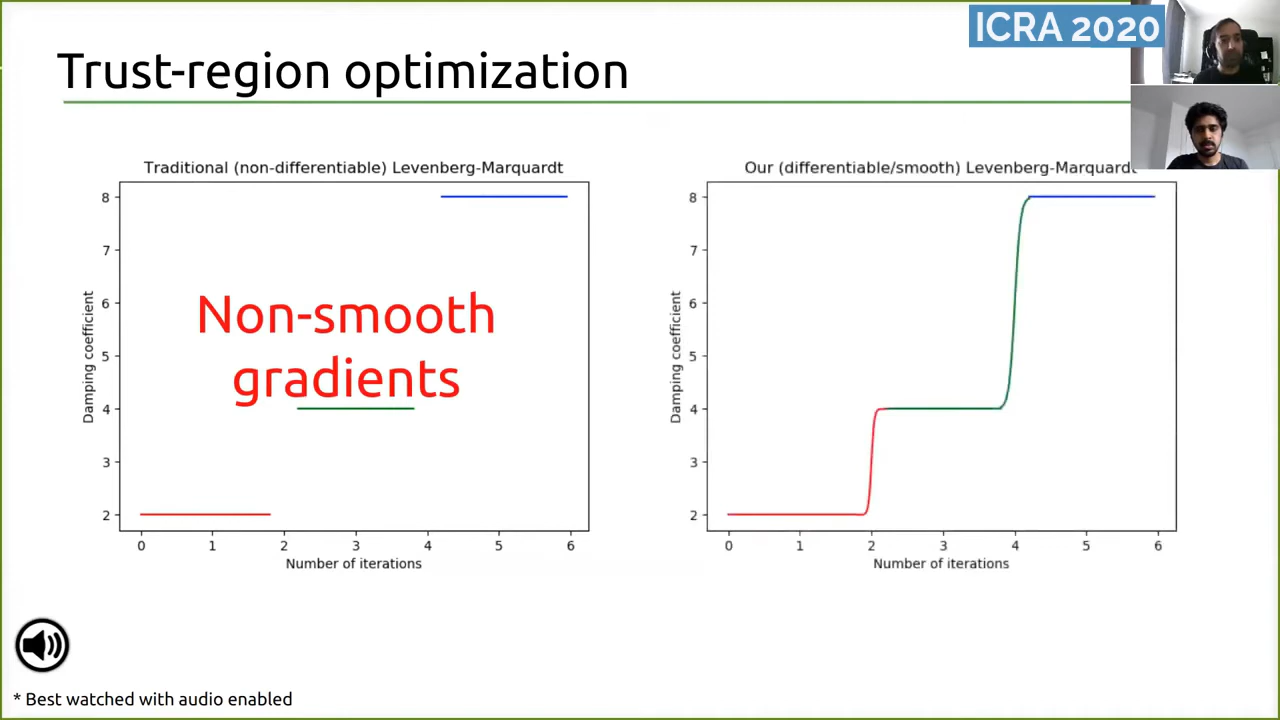 ICRA 2020
Trust-region optimization
Traditional (non-differentiable) Levenberg-Marquardt
8
7
6
5
4
3
2
Damping coefficient
Non-smooth
gradients
0 1 2 3 4 5 6
Number of iterations
Our (differentiable/smooth) Levenberg-Marquardt
8
7
6
5
4
3
2
Damping coefficient
0 1 2 3 4 5 6
Number of iterations
* Best watched with audio enabled